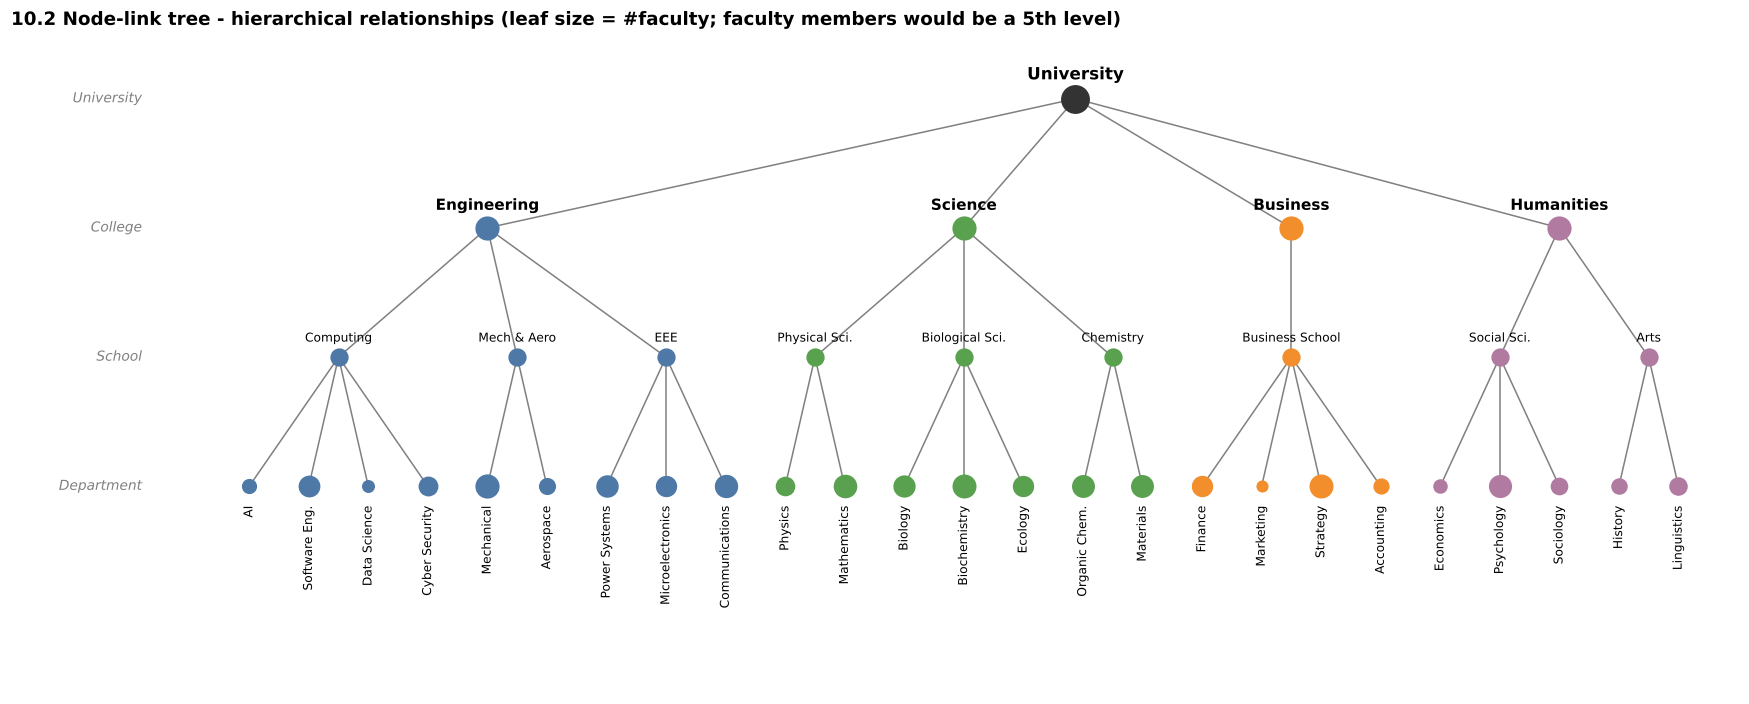 10.2 Node-link tree - hierarchical relationships (leaf size = #faculty; faculty members would be a 5th level)
University
University
College
Engineering
Science
Business
Humanities
School
Computing
Mech & Aero
EEE
Physical Sci.
Biological Sci.
Chemistry
Business School
Social Sci.
Arts
Department
AI
Software Eng.
Data Science
Cyber Security
Mechanical
Aerospace
Power Systems
Microelectronics
Communications
Physics
Mathematics
Biology
Biochemistry
Ecology
Organic Chem.
Materials
Finance
Marketing
Strategy
Accounting
Economics
Psychology
Sociology
History
Linguistics